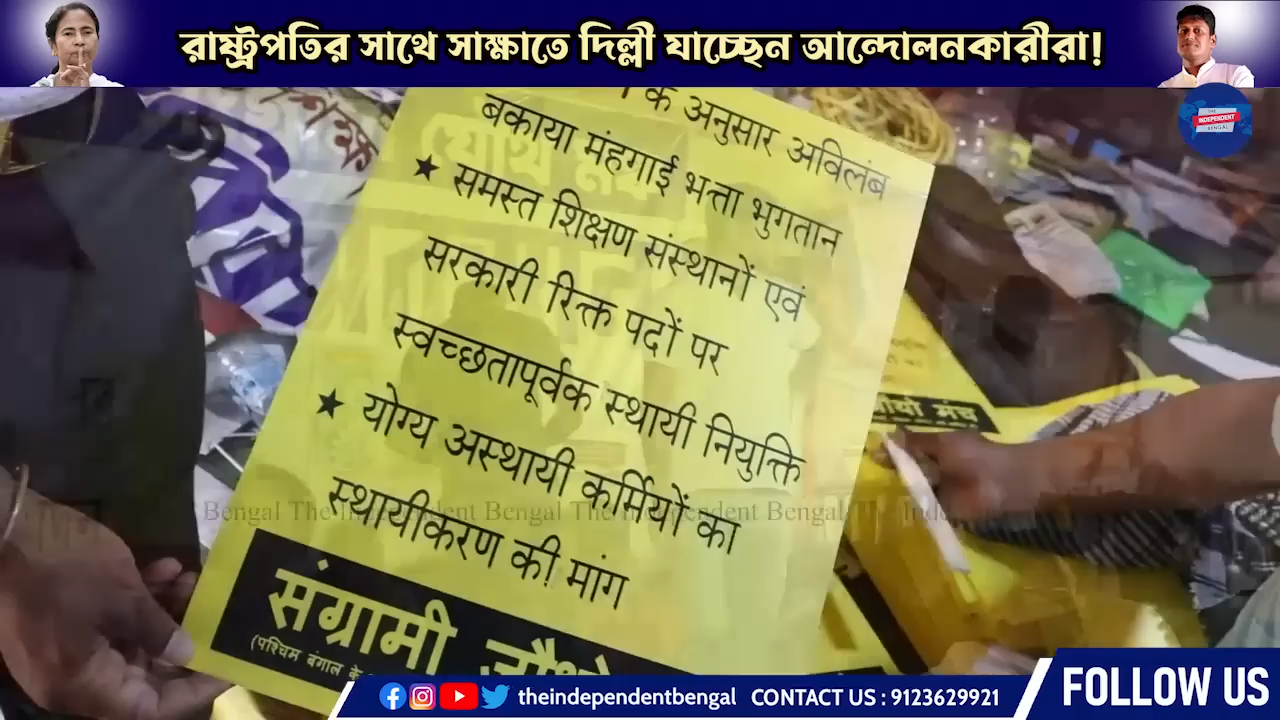 রাষ্ট্রপতির সাথে সাক্ষাতে দিল্লী যাচ্ছেন আন্দোলনকারীরা!
THE
INDEPENDENT
BENGAL
के अनुसार अविलंब
बकाया मंहगाई भत्ता भुगतान
★ समस्त शिक्षण संस्थानों एवं
सरकारी रिक्त पदों पर
स्वच्छतापूर्वक स्थायी नियुक्ति
★ योग्य अस्थायी कर्मियों का
स्थायीकरण की मांग
संग्रामी
(पश्चिम बंगाल के
मंच
Bengal The Independent Bengal The Independent Bengal The
theindependentbengal CONTACT US : 9123629921
FOLLOW US